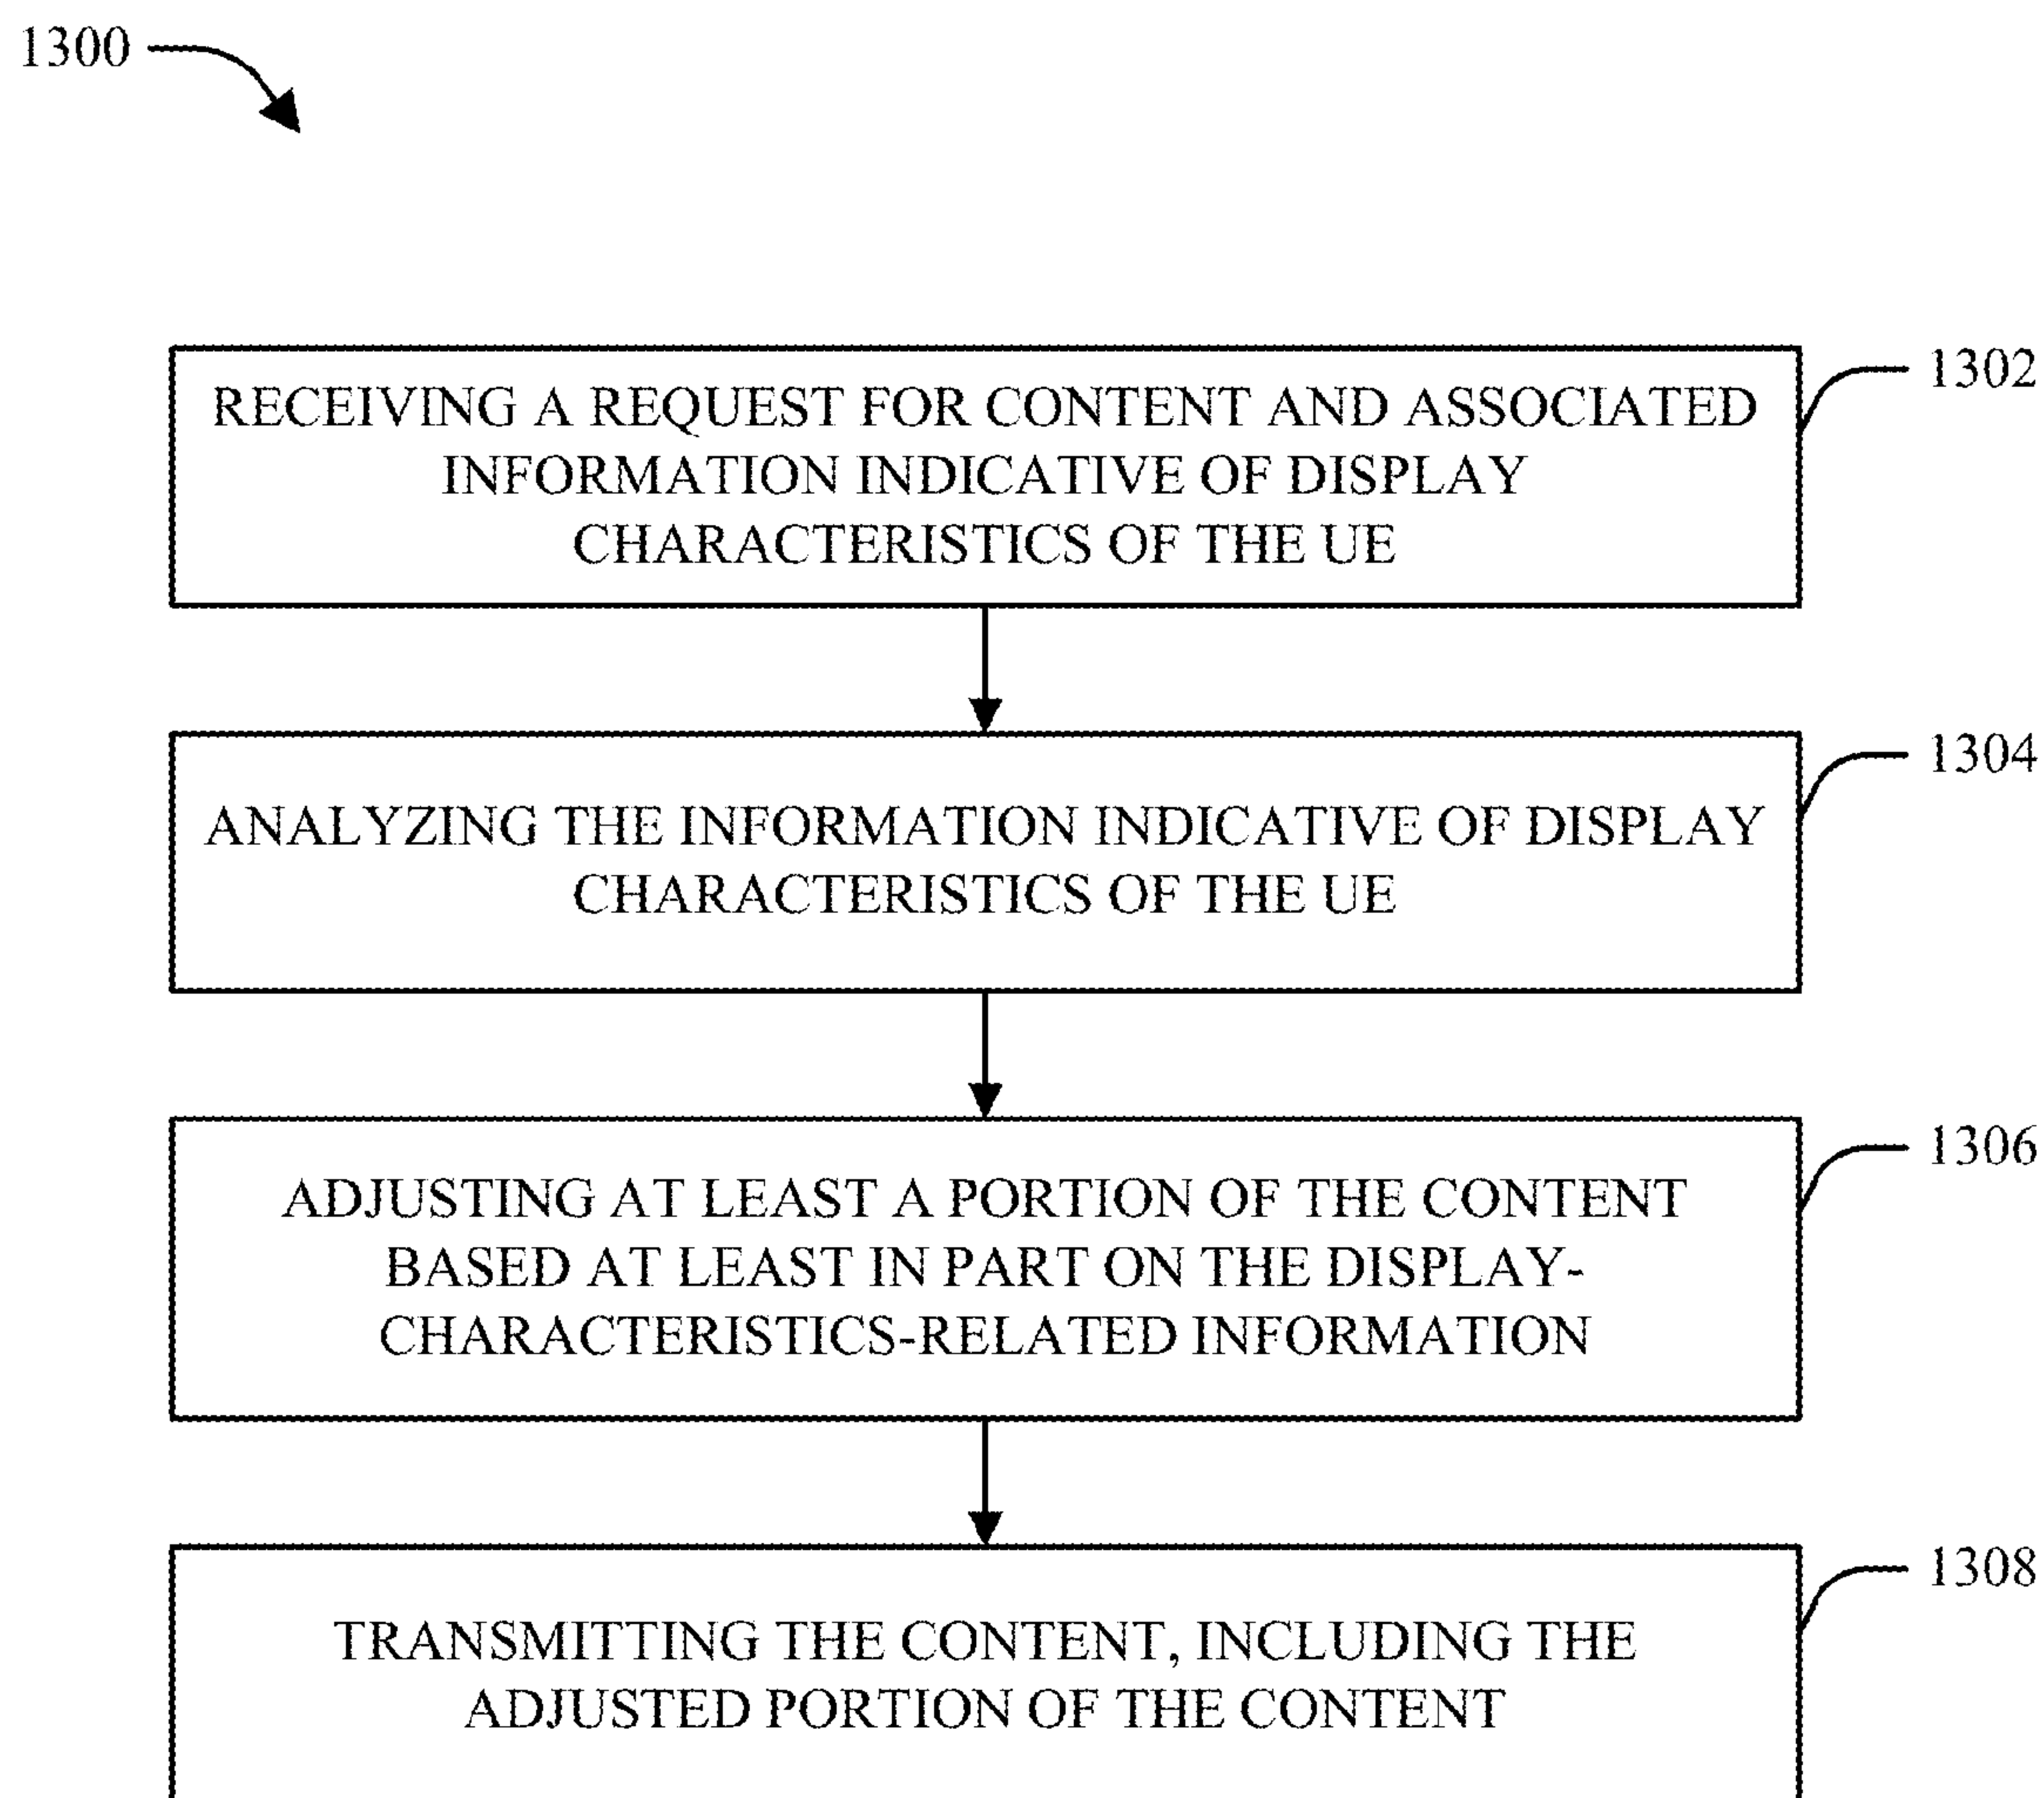 1300
RECEIVING A REQUEST FOR CONTENT AND ASSOCIATED
INFORMATION INDICATIVE OF DISPLAY
CHARACTERISTICS OF THE UE
1302
ANALYZING THE INFORMATION INDICATIVE OF DISPLAY
CHARACTERISTICS OF THE UE
1304
ADJUSTING AT LEAST A PORTION OF THE CONTENT
BASED AT LEAST IN PART ON THE DISPLAY-
CHARACTERISTICS-RELATED INFORMATION
1306
TRANSMITTING THE CONTENT, INCLUDING THE
ADJUSTED PORTION OF THE CONTENT
1308